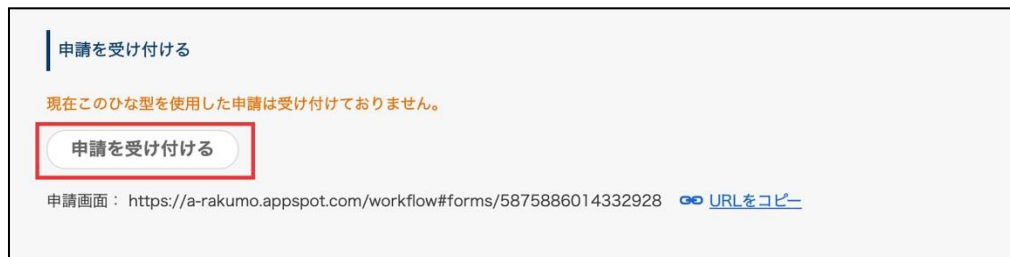 申請を受け付ける
現在このひな型を使用した申請は受け付けておりません。
申請を受け付ける
申請画面： https://a-rakumo.appspot.com/workflow#forms/5875886014332928 URLをコピー